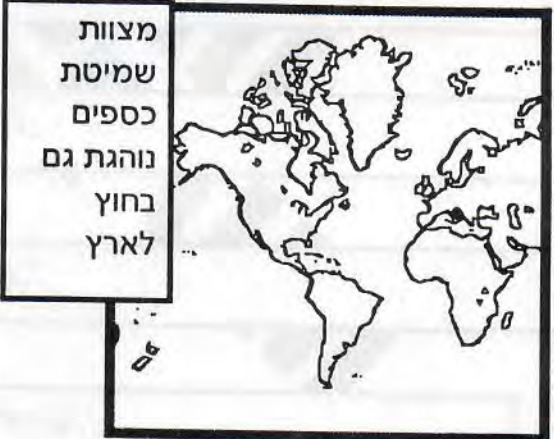 מצוות
שמיטת
כספים
נוהגת גם
בחוץ
לארץ